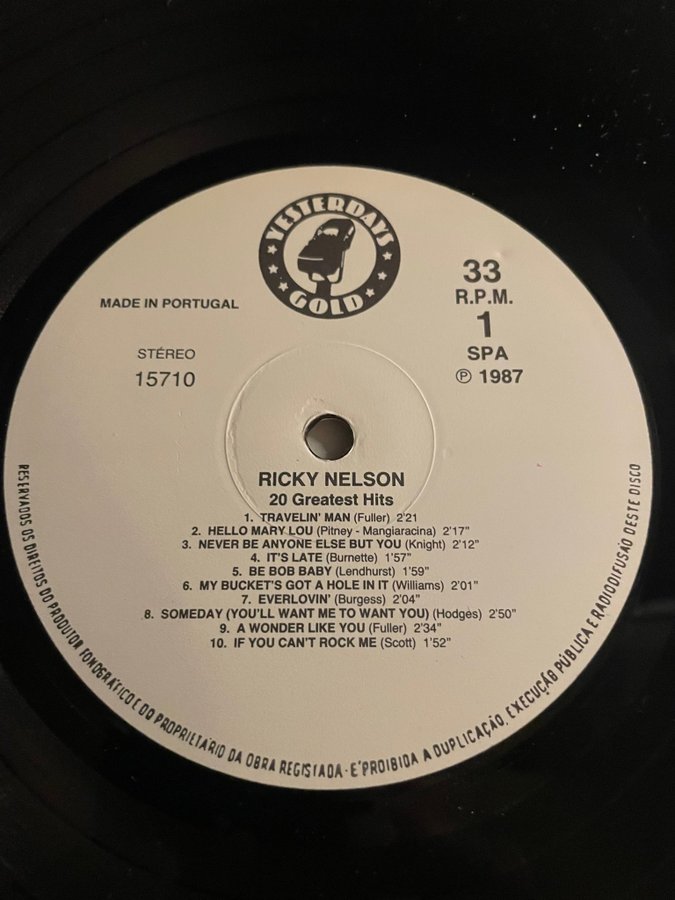 YESTERDAYS
GOLD
MADE IN PORTUGAL
STÉREO
15710
33
R.P.M.
1
SPA
℗ 1987
RICKY NELSON
20 Greatest Hits
1. TRAVELIN' MAN (Fuller) 2'21
2. HELLO MARY LOU (Pitney - Mangiaracina) 2'17"
3. NEVER BE ANYONE ELSE BUT YOU (Knight) 2'12"
4. IT'S LATE (Burnette) 1'57"
5. BE BOB BABY (Lendhurst) 1'59"
6. MY BUCKET'S GOT A HOLE IN IT (Williams) 2'01"
7. EVERLOVIN' (Burgess) 2'04"
8. SOMEDAY (YOU'LL WANT ME TO WANT YOU) (Hodges) 2'50"
9. A WONDER LIKE YOU (Fuller) 2'34"
10. IF YOU CAN'T ROCK ME (Scott) 1'52"
RESERVADOS OS DIREITOS DO PRODUTOR FONOGRÁFICO E DO PROPRIETÁRIO DA OBRA REGISTADA - E' PROIBIDA A DUPLICAÇÃO, EXECUÇÃO PÚBLICA E RADIODIFUSÃO DESTE DISCO